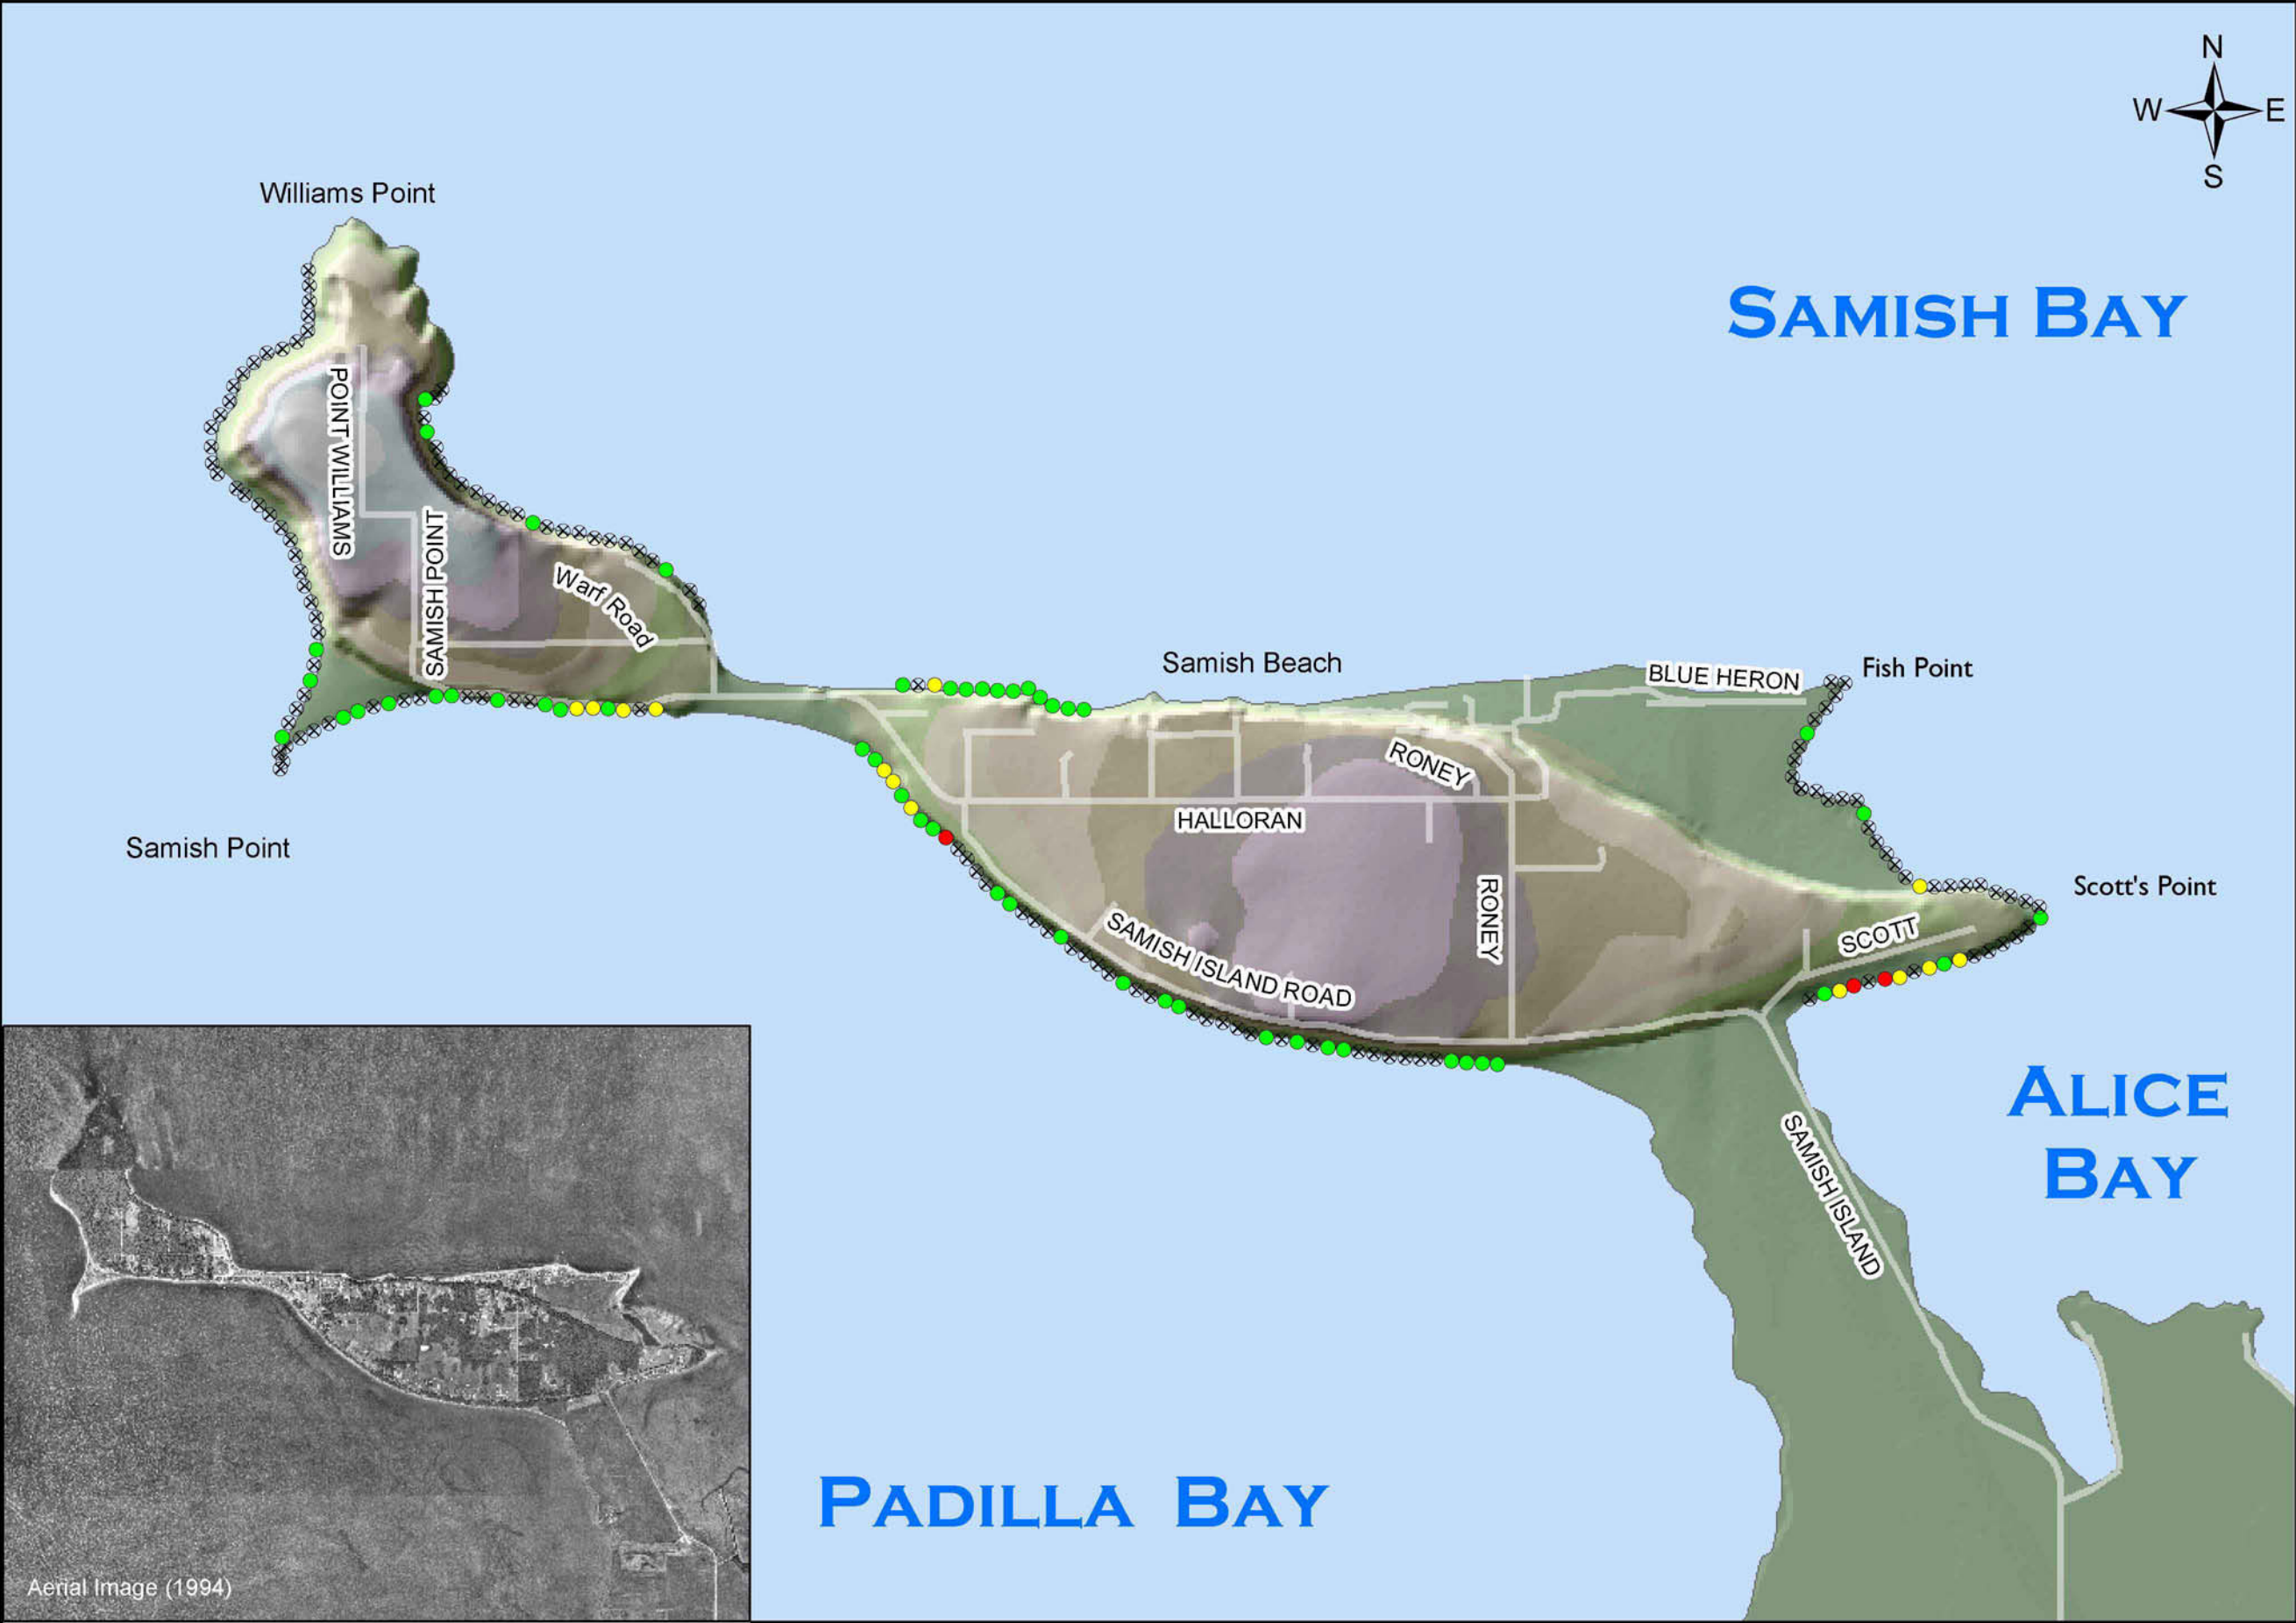 N
W E
S
Williams Point
SAMISH BAY
POINT WILLIAMS
SAMISH POINT
Warf Road
Samish Beach
BLUE HERON
Fish Point
RONEY
HALLORAN
Samish Point
RONEY
Scott's Point
SCOTT
SAMISH ISLAND ROAD
ALICE
BAY
SAMISH ISLAND
PADILLA BAY
Aerial Image (1994)